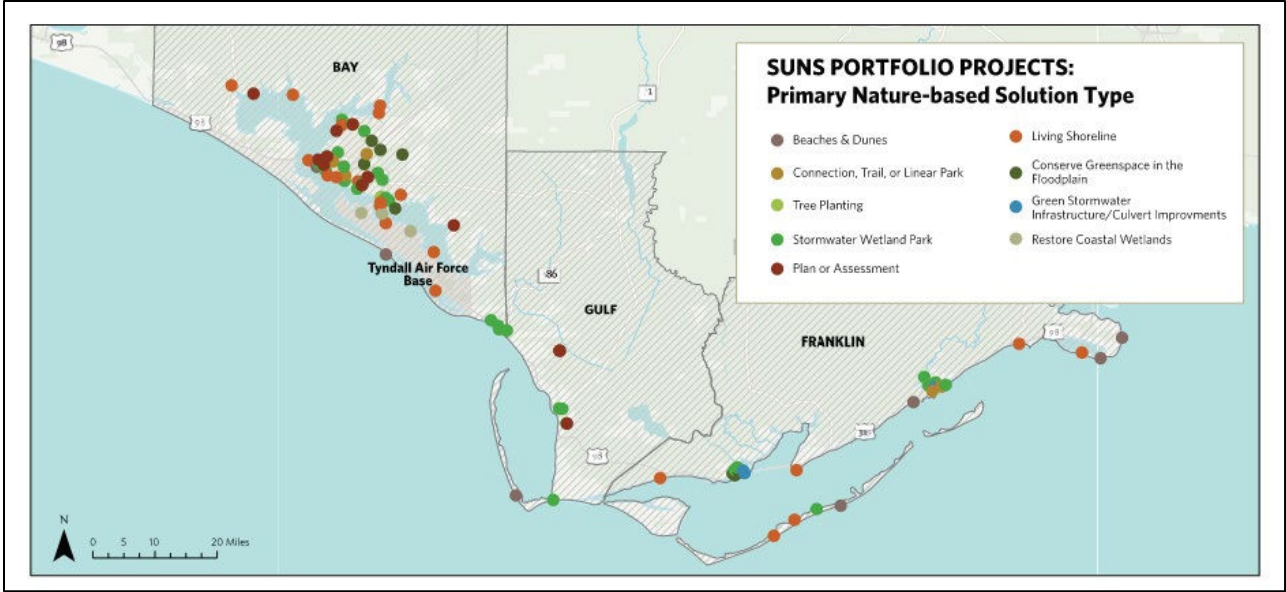 98
BAY
SUNS PORTFOLIO PROJECTS:
Primary Nature-based Solution Type
Beaches & Dunes
Connection, Trail, or Linear Park
Tree Planting
Stormwater Wetland Park
Plan or Assessment
Living Shoreline
Conserve Greenspace in the
Floodplain
Green Stormwater
Infrastructure/Culvert Improvments
Restore Coastal Wetlands
98
Tyndall Air Force
Base
GULF
FRANKLIN
98
98
N
0 5 10 20 Miles